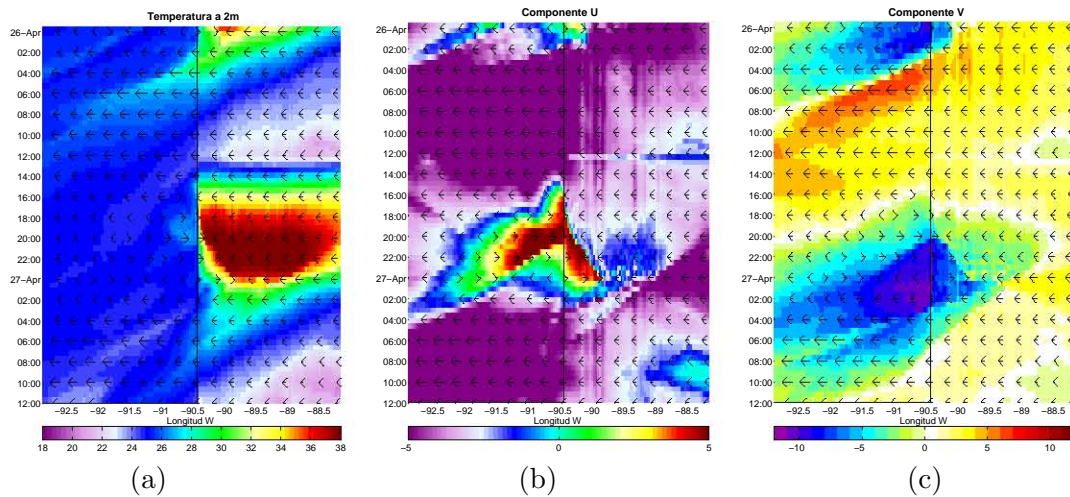 Temperatura a 2m
26−Apr
02:00
04:00
06:00
08:00
10:00
12:00
14:00
16:00
18:00
20:00
22:00
27−Apr
02:00
04:00
06:00
08:00
10:00
12:00
−92.5 −92 −91.5 −91 −90.5 −90 −89.5 −89 −88.5
Longitud W
18 20 22 24 26 28 30 32 34 36 38
(a)
Componente U
26−Apr
02:00
04:00
06:00
08:00
10:00
12:00
14:00
16:00
18:00
20:00
22:00
27−Apr
02:00
04:00
06:00
08:00
10:00
12:00
−92.5 −92 −91.5 −91 −90.5 −90 −89.5 −89 −88.5
Longitud W
−5 0 5
(b)
Componente V
26−Apr
02:00
04:00
06:00
08:00
10:00
12:00
14:00
16:00
18:00
20:00
22:00
27−Apr
02:00
04:00
06:00
08:00
10:00
12:00
−92.5 −92 −91.5 −91 −90.5 −90 −89.5 −89 −88.5
Longitud W
−10 −5 0 5 10
(c)